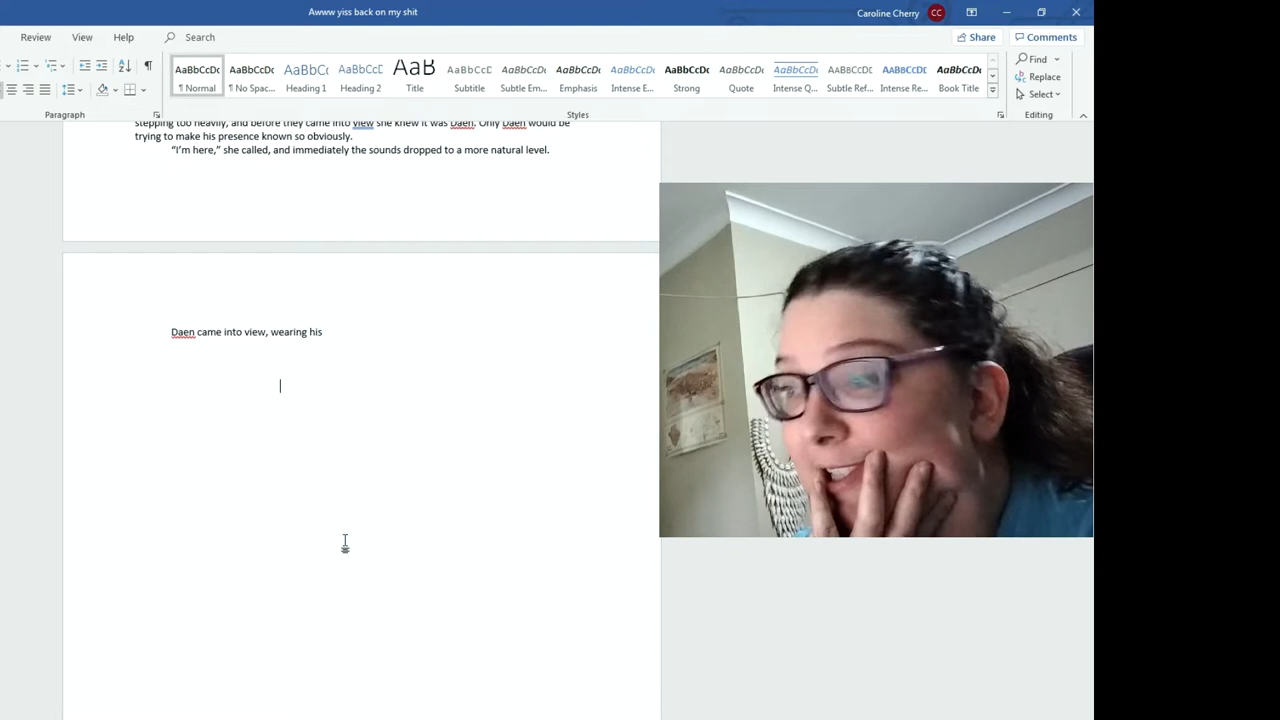 Awww yiss back on my shit
Caroline Cherry CC
Review View Help Search
Share Comments
AaBbCcDc AaBbCcDc AaBbCc AaBbCcD AaB AaBbCcD AaBbCcDc AaBbCcDc AaBbCcDc AaBbCcDc AaBbCcDc AaBbCcDc AaBbCcDc AaBbCcDc AaBbCcDc
¶ Normal ¶ No Spac... Heading 1 Heading 2 Title Subtitle Subtle Em... Emphasis Intense E... Strong Quote Intense Q... Subtle Ref... Intense Re... Book Title
Find
Replace
Select
Paragraph Styles Editing
stepping too heavily, and before they came into view she knew it was Daen. Only Daen would be
trying to make his presence known so obviously.
“I’m here,” she called, and immediately the sounds dropped to a more natural level.
Daen came into view, wearing his